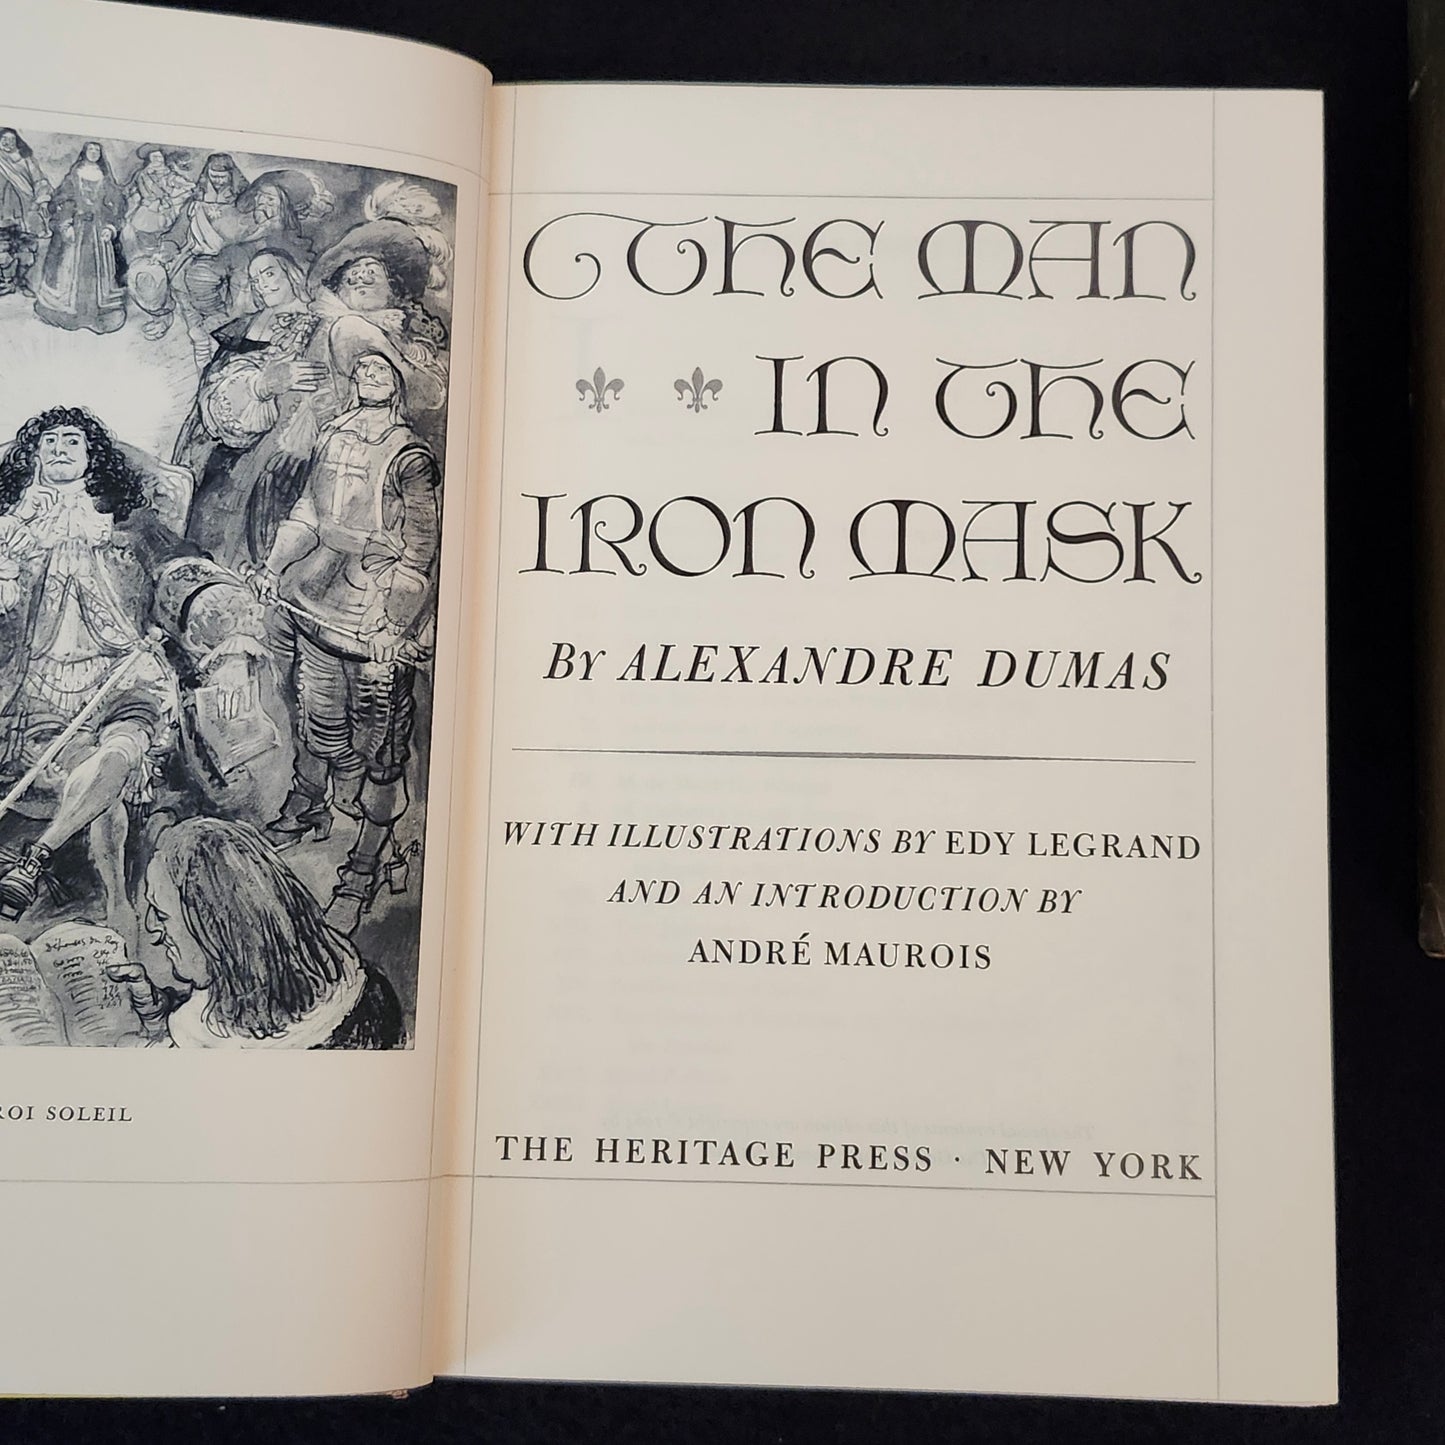 THE MAN
IN THE
IRON MASK
BY ALEXANDRE DUMAS
WITH ILLUSTRATIONS BY EDY LEGRAND
AND AN INTRODUCTION BY
ANDRÉ MAUROIS
THE HERITAGE PRESS · NEW YORK
ROI SOLEIL